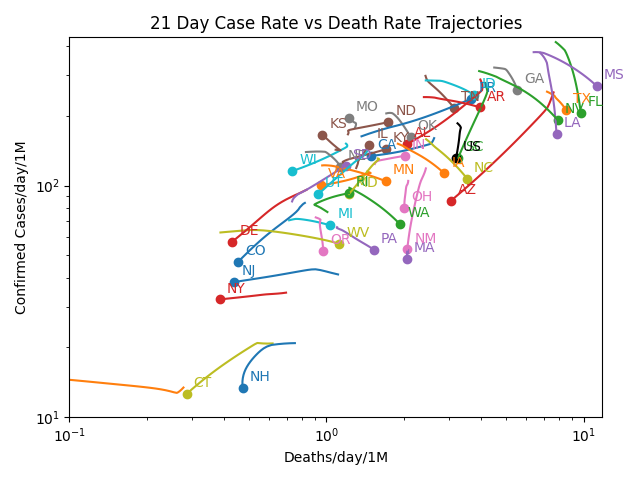 21 Day Case Rate vs Death Rate Trajectories
Confirmed Cases/day/1M
10²
10¹
MS
GA
TX
FL
NV
LA
AR
AL
MO
ND
KS
IL
OK
KY
CA
WI
MN
RI
SC
US
NC
AZ
OH
WA
MI
DE
WV
PA
OR
NM
MA
CO
NJ
NY
CT
NH
10⁻¹
10⁰
10¹
Deaths/day/1M